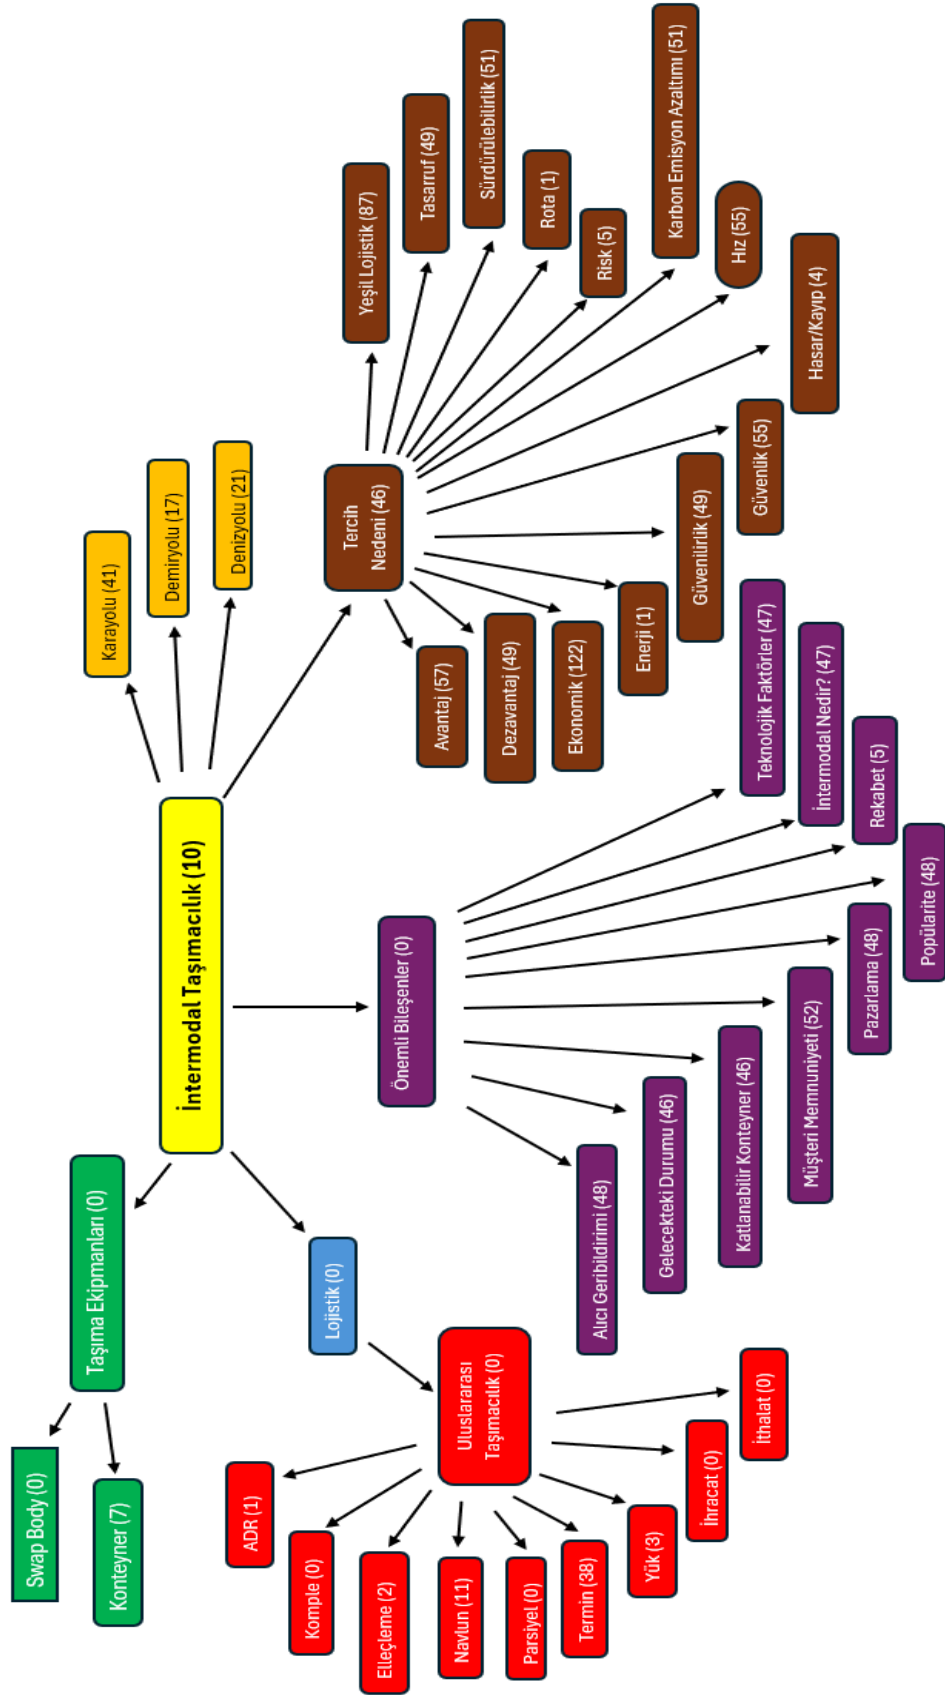 Swap Body (0)
Konteyner (7)
Taşıma Ekipmanları (0)
İntermodal Taşımacılık (10)
Karayolu (41)
Demiryolu (17)
Denizyolu (21)
Lojistik (0)
Uluslararası
Taşımacılık (0)
ADR (1)
Komple (0)
Elleçleme (2)
Navlun (11)
Parsiyel (0)
Termin (38)
Yük (3)
İhracat (0)
İthalat (0)
Önemli Bileşenler (0)
Alıcı Geribildirimi (48)
Gelecekteki Durumu (46)
Katlanabilir Konteyner (46)
Müşteri Memnuniyeti (52)
Pazarlama (48)
Popülarite (48)
Rekabet (5)
İntermodal Nedir? (47)
Teknolojik Faktörler (47)
Tercih
Nedeni (46)
Avantaj (57)
Dezavantaj (49)
Ekonomik (122)
Enerji (1)
Güvenilirlik (49)
Güvenlik (55)
Hasar/Kayıp (4)
Hız (55)
Karbon Emisyon Azaltımı (51)
Risk (5)
Rota (1)
Sürdürülebilirlik (51)
Tasarruf (49)
Yeşil Lojistik (87)